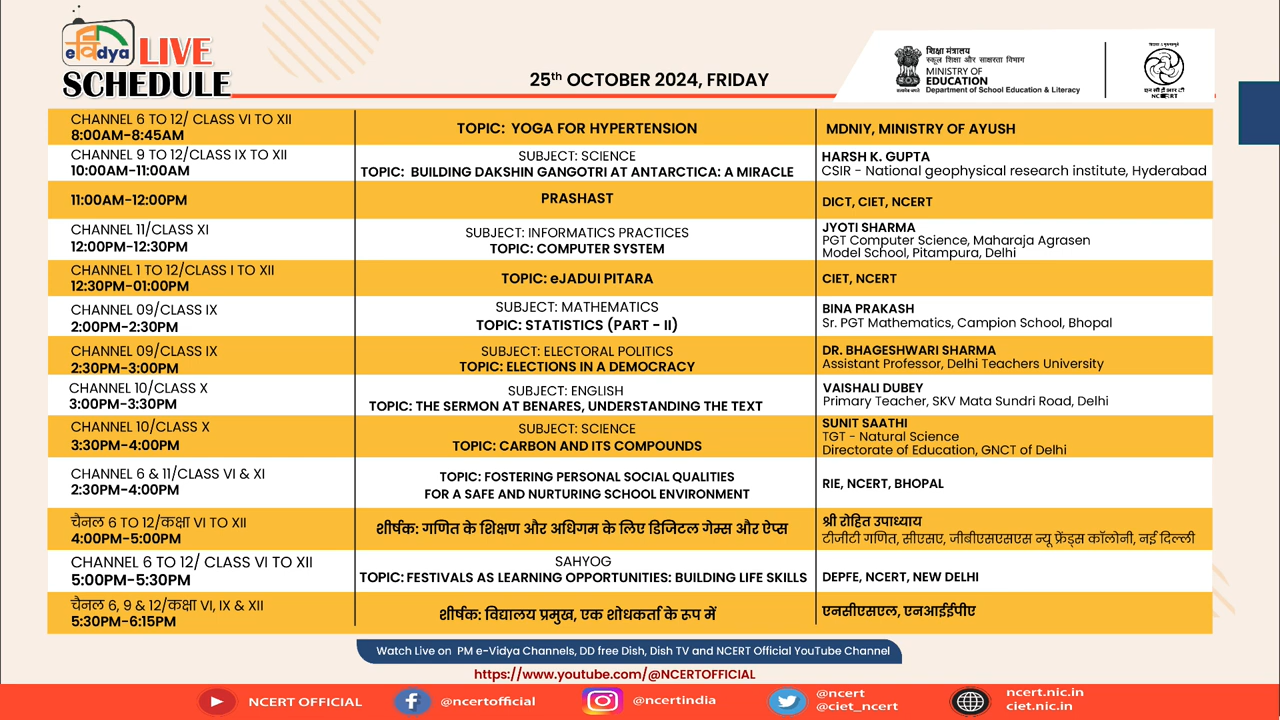 eविdya LIVE
SCHEDULE
25th OCTOBER 2024, FRIDAY
शिक्षा मंत्रालय
स्कूल शिक्षा और साक्षरता विभाग
MINISTRY OF
EDUCATION
Department of School Education & Literacy
सत्यमेव जयते
एन सी ई आर टी
NCERT
CHANNEL 6 TO 12/ CLASS VI TO XII
8:00AM-8:45AM
TOPIC: YOGA FOR HYPERTENSION
MDNIY, MINISTRY OF AYUSH
CHANNEL 9 TO 12/CLASS IX TO XII
10:00AM-11:00AM
SUBJECT: SCIENCE
TOPIC: BUILDING DAKSHIN GANGOTRI AT ANTARCTICA: A MIRACLE
HARSH K. GUPTA
CSIR - National geophysical research institute, Hyderabad
11:00AM-12:00PM
PRASHAST
DICT, CIET, NCERT
CHANNEL 11/CLASS XI
12:00PM-12:30PM
SUBJECT: INFORMATICS PRACTICES
TOPIC: COMPUTER SYSTEM
JYOTI SHARMA
PGT Computer Science, Maharaja Agrasen
Model School, Pitampura, Delhi
CHANNEL 1 TO 12/CLASS I TO XII
12:30PM-01:00PM
TOPIC: eJADUI PITARA
CIET, NCERT
CHANNEL 09/CLASS IX
2:00PM-2:30PM
SUBJECT: MATHEMATICS
TOPIC: STATISTICS (PART - II)
BINA PRAKASH
Sr. PGT Mathematics, Campion School, Bhopal
CHANNEL 09/CLASS IX
2:30PM-3:00PM
SUBJECT: ELECTORAL POLITICS
TOPIC: ELECTIONS IN A DEMOCRACY
DR. BHAGESHWARI SHARMA
Assistant Professor, Delhi Teachers University
CHANNEL 10/CLASS X
3:00PM-3:30PM
SUBJECT: ENGLISH
TOPIC: THE SERMON AT BENARES, UNDERSTANDING THE TEXT
VAISHALI DUBEY
Primary Teacher, SKV Mata Sundri Road, Delhi
CHANNEL 10/CLASS X
3:30PM-4:00PM
SUBJECT: SCIENCE
TOPIC: CARBON AND ITS COMPOUNDS
SUNIT SAATHI
TGT - Natural Science
Directorate of Education, GNCT of Delhi
CHANNEL 6 & 11/CLASS VI & XI
2:30PM-4:00PM
TOPIC: FOSTERING PERSONAL SOCIAL QUALITIES
FOR A SAFE AND NURTURING SCHOOL ENVIRONMENT
RIE, NCERT, BHOPAL
चैनल 6 TO 12/कक्षा VI TO XII
4:00PM-5:00PM
शीर्षक: गणित के शिक्षण और अधिगम के लिए डिजिटल गेम्स और ऐप्स
श्री रोहित उपाध्याय
टीजीटी गणित, सीएसए, जीबीएसएसएस न्यू फ्रेंड्स कॉलोनी, नई दिल्ली
CHANNEL 6 TO 12/ CLASS VI TO XII
5:00PM-5:30PM
SAHYOG
TOPIC: FESTIVALS AS LEARNING OPPORTUNITIES: BUILDING LIFE SKILLS
DEPFE, NCERT, NEW DELHI
चैनल 6, 9 & 12/कक्षा VI, IX & XII
5:30PM-6:15PM
शीर्षक: विद्यालय प्रमुख, एक शोधकर्ता के रूप में
एनसीएसएल, एनआईईपीए
Watch Live on PM e-Vidya Channels, DD free Dish, Dish TV and NCERT Official YouTube Channel
https://www.youtube.com/@NCERTOFFICIAL
NCERT OFFICIAL
@ncertofficial
@ncertindia
@ncert
@ciet_ncert
ncert.nic.in
ciet.nic.in